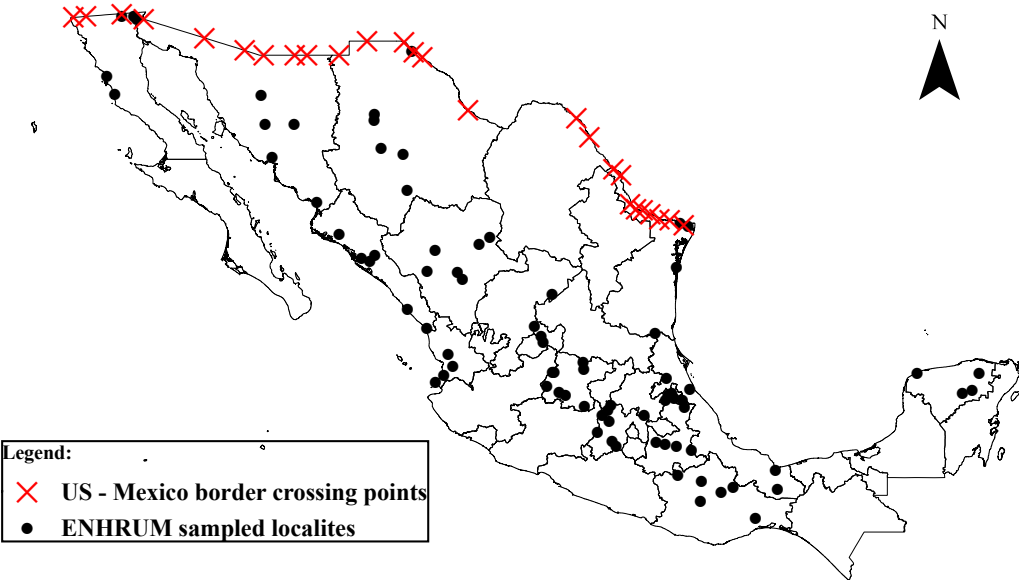 N
Legend:
US - Mexico border crossing points
ENHRUM sampled localites